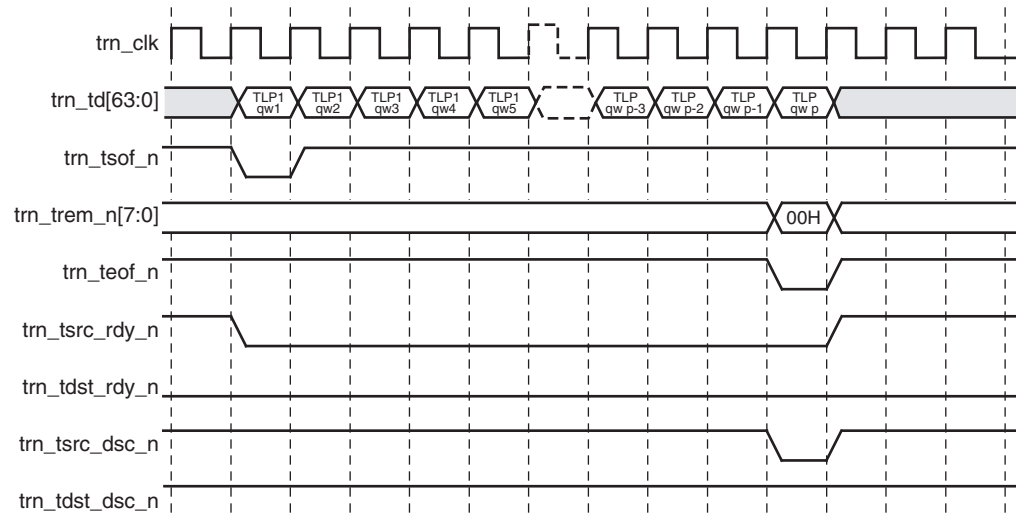 trn_clk
trn_td[63:0]
TLP1 TLP1 TLP1 TLP1 TLP1 TLP TLP TLP TLP
qw1 qw2 qw3 qw4 qw5 qw p-3 qw p-2 qw p-1 qw p
trn_tsof_n
trn_trem_n[7:0]
00H
trn_teof_n
trn_tsrc_rdy_n
trn_tdst_rdy_n
trn_tsrc_dsc_n
trn_tdst_dsc_n